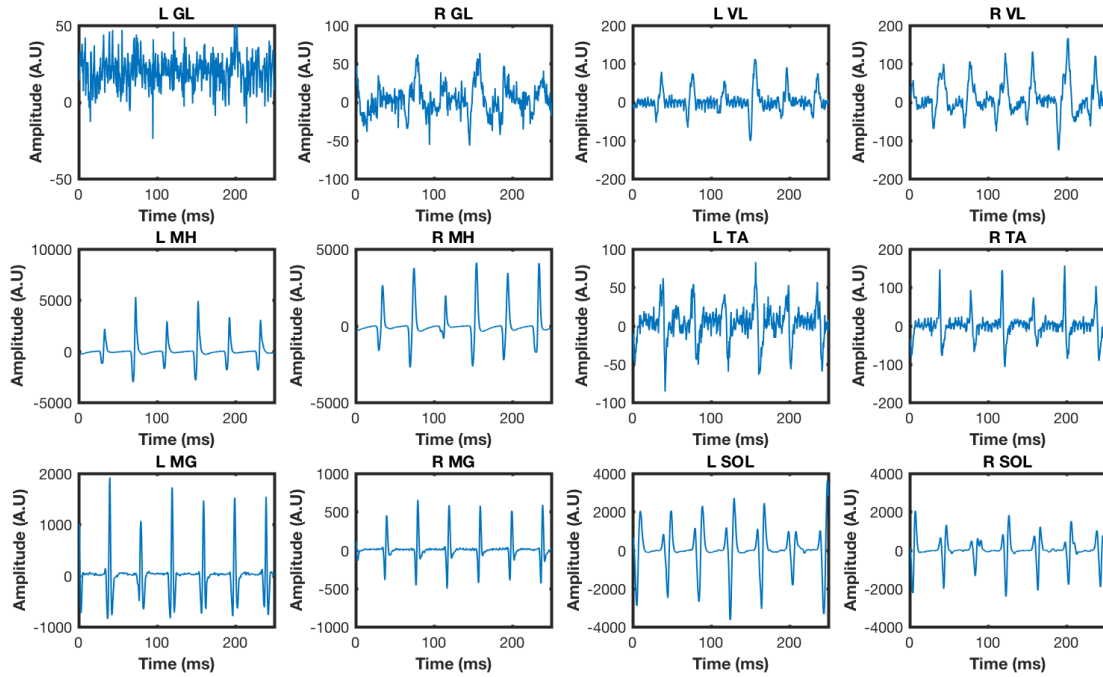 L GL
50
0
-50
Amplitude (A.U)
0 100 200
Time (ms)
R GL
100
50
0
-50
-100
Amplitude (A.U)
0 100 200
Time (ms)
L VL
200
100
0
-100
-200
Amplitude (A.U)
0 100 200
Time (ms)
R VL
200
100
0
-100
-200
Amplitude (A.U)
0 100 200
Time (ms)
L MH
10000
5000
0
-5000
Amplitude (A.U)
0 100 200
Time (ms)
R MH
5000
0
-5000
Amplitude (A.U)
0 100 200
Time (ms)
L TA
100
50
0
-50
-100
Amplitude (A.U)
0 100 200
Time (ms)
R TA
200
100
0
-100
-200
Amplitude (A.U)
0 100 200
Time (ms)
L MG
2000
1000
0
-1000
Amplitude (A.U)
0 100 200
Time (ms)
R MG
1000
500
0
-500
-1000
Amplitude (A.U)
0 100 200
Time (ms)
L SOL
4000
2000
0
-2000
-4000
Amplitude (A.U)
0 100 200
Time (ms)
R SOL
4000
2000
0
-2000
-4000
Amplitude (A.U)
0 100 200
Time (ms)